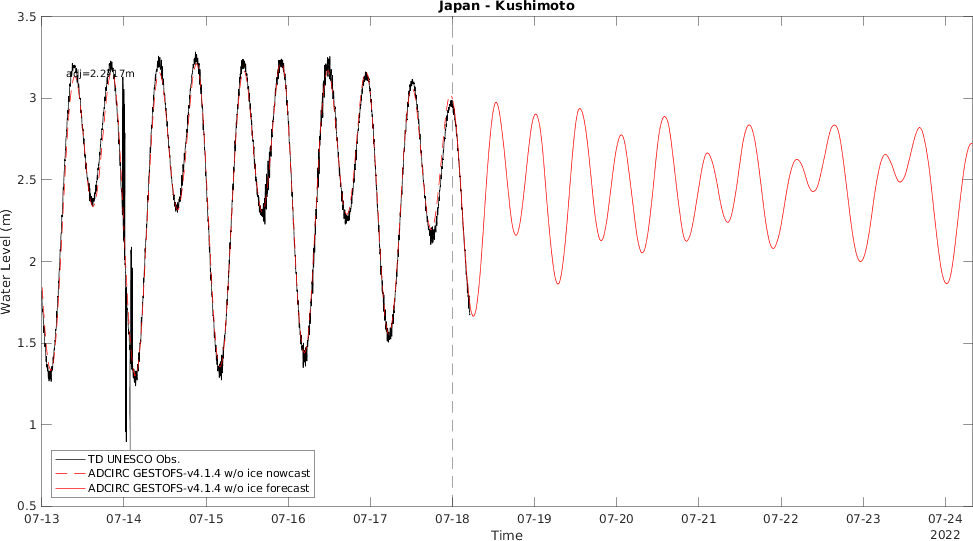 Japan - Kushimoto
3.5
3
2.5
2
1.5
1
0.5
Water Level (m)
TD UNESCO Obs.
ADCIRC GESTOFS-v4.1.4 w/o ice nowcast
ADCIRC GESTOFS-v4.1.4 w/o ice forecast
07-13 07-14 07-15 07-16 07-17 07-18 07-19 07-20 07-21 07-22 07-23 07-24
Time
2022